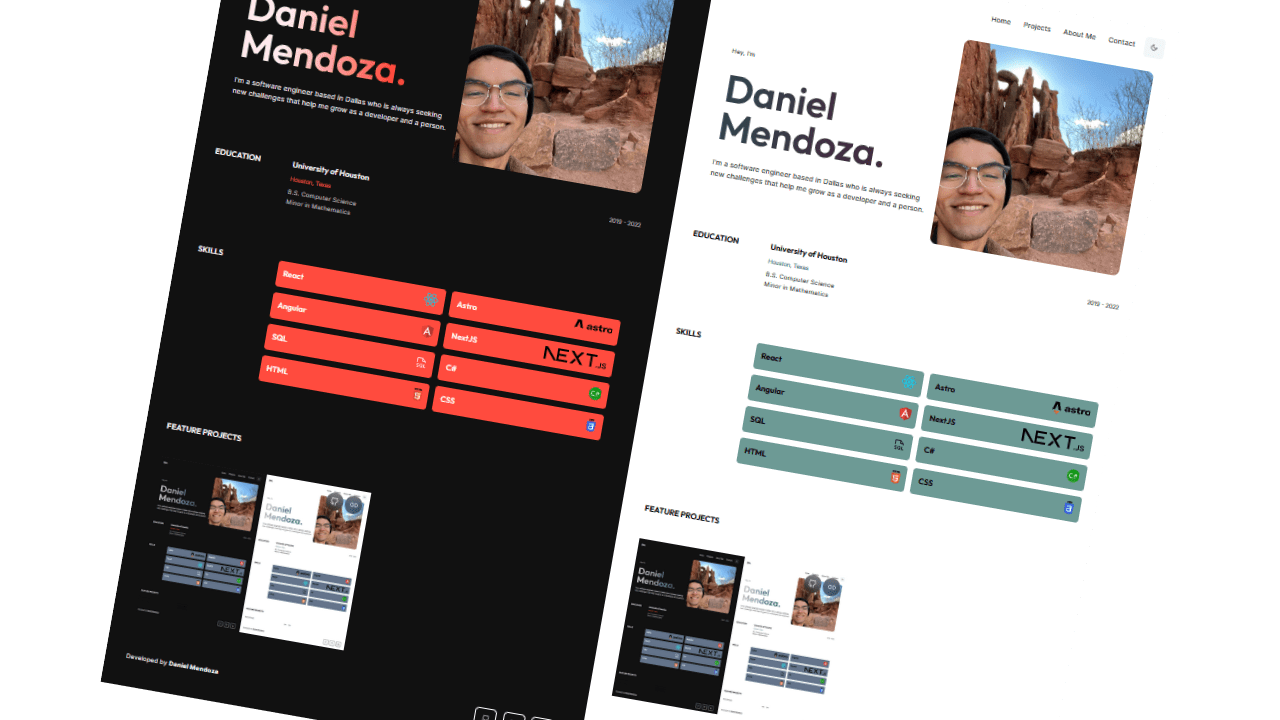 Daniel
Mendoza.
I'm a software engineer based in Dallas who is always seeking
new challenges that help me grow as a developer and a person.
EDUCATION
University of Houston
Houston, Texas
B.S. Computer Science
Minor in Mathematics
2019 - 2022
SKILLS
React
Astro
astro
Angular
NextJS
NEXT.JS
SQL
SQL
C#
HTML
CSS
FEATURE PROJECTS
Daniel
Mendoza.
Daniel
Mendoza.
Developed by Daniel Mendoza
Home Projects About Me Contact
Hey, I'm
Daniel
Mendoza.
I'm a software engineer based in Dallas who is always seeking
new challenges that help me grow as a developer and a person.
EDUCATION
University of Houston
Houston, Texas
B.S. Computer Science
Minor in Mathematics
2019 - 2022
SKILLS
React
Astro
astro
Angular
NextJS
NEXT.JS
SQL
SQL
C#
HTML
CSS
FEATURE PROJECTS
Daniel
Mendoza.
Daniel
Mendoza.